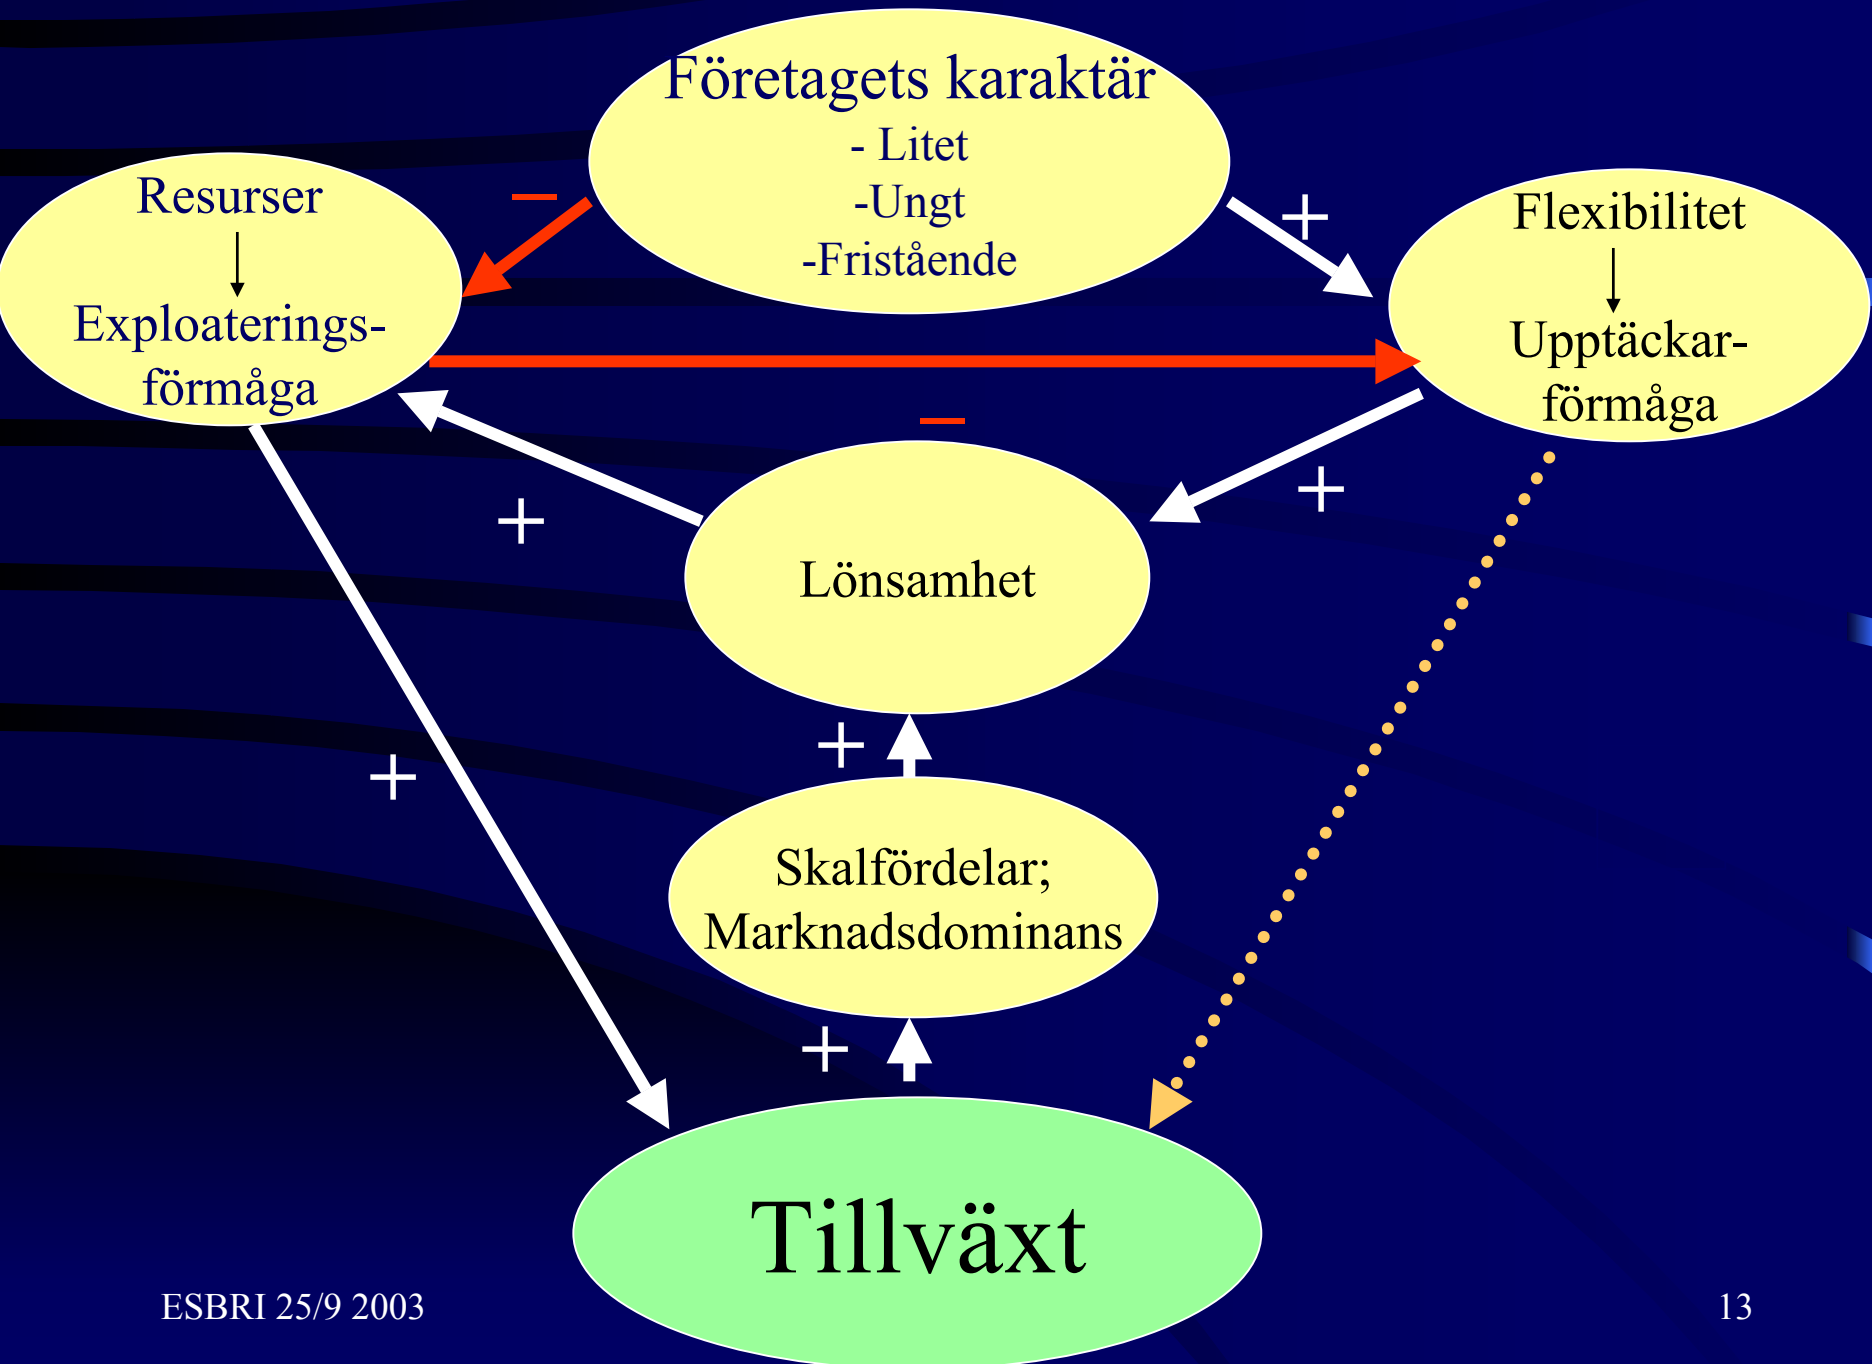 Företagets karaktär
- Litet
-Ungt
-Fristående
Resurser
Exploaterings-
förmåga
–
+
Flexibilitet
Upptäckar-
förmåga
–
+
+
Lönsamhet
+
+
Skalfördelar;
Marknadsdominans
+
Tillväxt
ESBRI 25/9 2003
13